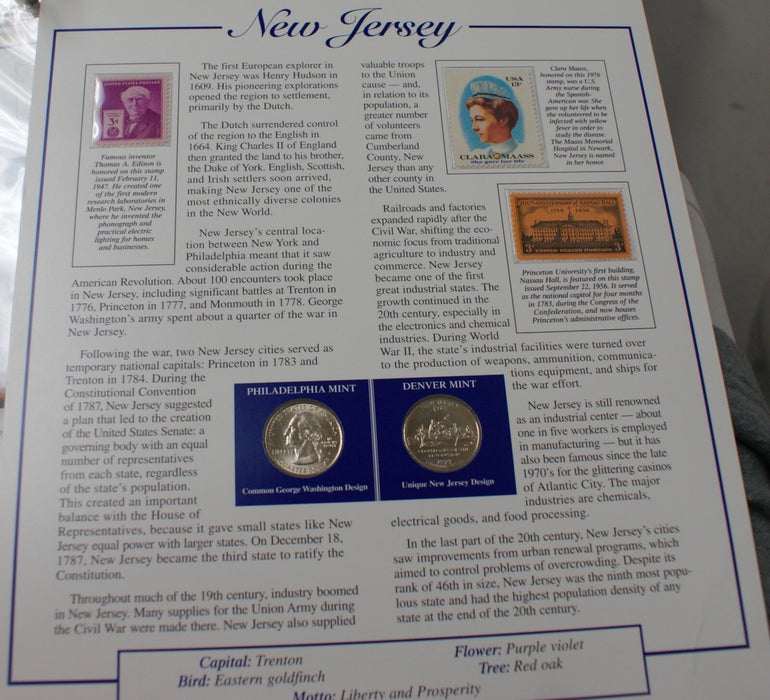 New Jersey
UNITED STATES POSTAGE
3¢
Famous inventor
Thomas A. Edison is
honored on this stamp
issued February 11,
1947. He created one
of the first modern
research laboratories in
Menlo Park, New Jersey,
where he invented the
phonograph and
practical electric
lighting for homes
and businesses.
The first European explorer in
New Jersey was Henry Hudson in
1609. His pioneering explorations
opened the region to settlement,
primarily by the Dutch.
The Dutch surrendered control
of the region to the English in
1664. King Charles II of England
then granted the land to his brother,
the Duke of York. English, Scottish,
and Irish settlers soon arrived,
making New Jersey one of the
most ethnically diverse colonies
in the New World.
New Jersey's central loca-
tion between New York and
Philadelphia meant that it saw
considerable action during the
American Revolution. About 100 encounters took place
in New Jersey, including significant battles at Trenton in
1776, Princeton in 1777, and Monmouth in 1778. George
Washington's army spent about a quarter of the war in
New Jersey.
Following the war, two New Jersey cities served as
temporary national capitals: Princeton in 1783 and
Trenton in 1784. During the
Constitutional Convention
of 1787, New Jersey suggested
a plan that led to the creation
of the United States Senate: a
governing body with an equal
number of representatives
from each state, regardless
of the state's population.
This created an important
balance with the House of
Representatives, because it gave small states like New
Jersey equal power with larger states. On December 18,
1787, New Jersey became the third state to ratify the
Constitution.
Throughout much of the 19th century, industry boomed
in New Jersey. Many supplies for the Union Army during
the Civil War were made there. New Jersey also supplied
valuable troops
to the Union
cause — and,
in relation to its
population, a
greater number
of volunteers
came from
Cumberland
County, New
Jersey than any
other county in
the United States.
USA
13¢
CLARA MAASS
She gave her life
Clara Maass,
honored on this 1976
stamp, was a U.S.
Army nurse during
the Spanish-
American war. She
gave up her life when
she volunteered to be
infected with yellow
fever in order to
study the disease.
The Maass Memorial
Hospital in Newark,
New Jersey is named
in her honor.
Railroads and factories
expanded rapidly after the
Civil War, shifting the eco-
nomic focus from traditional
agriculture to industry and
commerce. New Jersey
became one of the first
great industrial states. The
growth continued in the
20th century, especially in
the electronics and chemical
industries. During World
War II, the state's industrial facilities were turned over
to the production of weapons, ammunition, communica-
tions equipment, and ships for
the war effort.
200th ANNIVERSARY OF NASSAU HALL
1756 1956
3¢ UNITED STATES POSTAGE 3¢
Princeton University's first building,
Nassau Hall, is featured on this stamp
issued September 22, 1956. It served
as the national capitol for four months
in 1783, during the Congress of the
Confederation, and now houses
Princeton's administrative offices.
PHILADELPHIA MINT
QUARTER DOLLAR
Common George Washington Design
DENVER MINT
1999
Unique New Jersey Design
New Jersey is still renowned
as an industrial center — about
one in five workers is employed
in manufacturing — but it has
also been famous since the late
1970's for the glittering casinos
of Atlantic City. The major
industries are chemicals,
electrical goods, and food processing.
In the last part of the 20th century, New Jersey's cities
saw improvements from urban renewal programs, which
aimed to control problems of overcrowding. Despite its
rank of 46th in size, New Jersey was the ninth most popu-
lous state and had the highest population density of any
state at the end of the 20th century.
Capital: Trenton
Bird: Eastern goldfinch
Flower: Purple violet
Tree: Red oak
Motto: Liberty and Prosperity